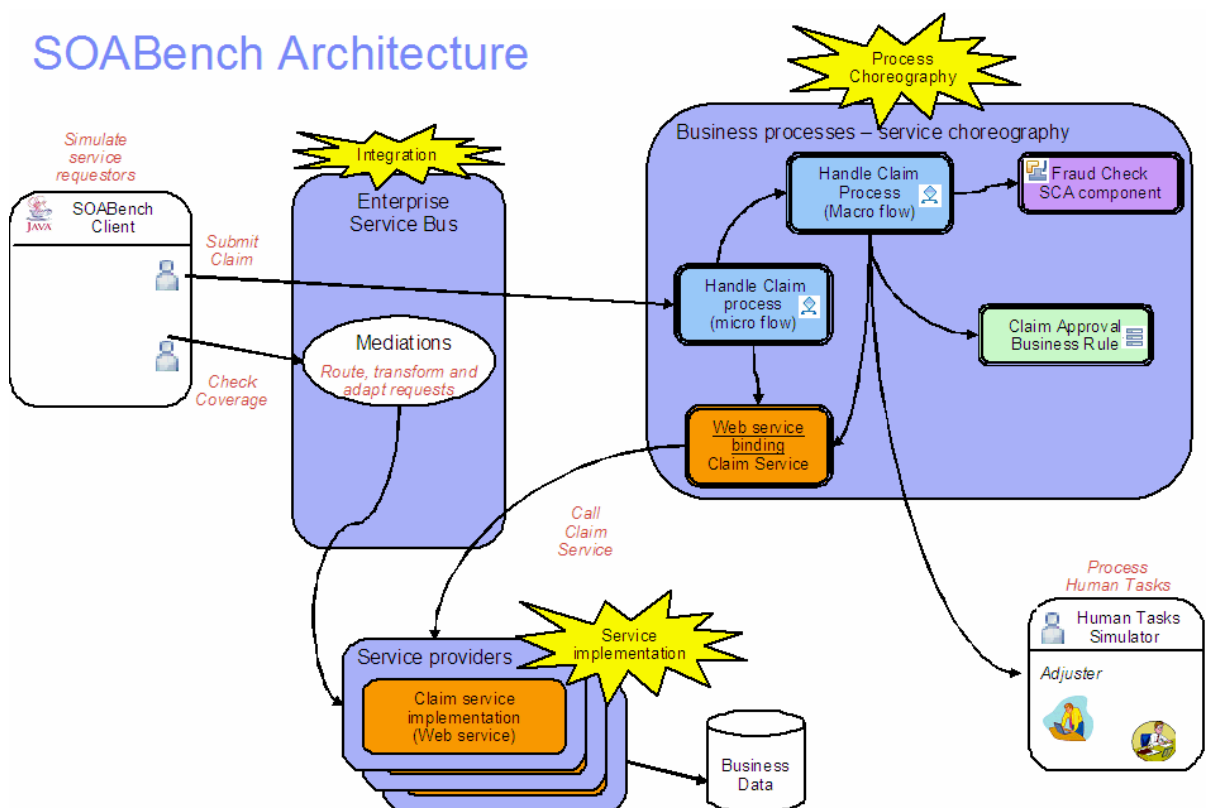 SOABench Architecture
Process
Choreography
Simulate
service
requestors
Integration
Business processes – service choreography
Enterprise
Service Bus
JAVA
SOABench
Client
Handle Claim
Process
(Macro flow)
Fraud Check
SCA component
Submit
Claim
Handle Claim
process
(micro flow)
Claim Approval
Business Rule
Mediations
Route, transform and
adapt requests
Check
Coverage
Web service
binding
Claim Service
Call
Claim
Service
Process
Human Tasks
Human Tasks
Simulator
Adjuster
Service
implementation
Service providers
Claim service
implementation
(Web service)
Business
Data